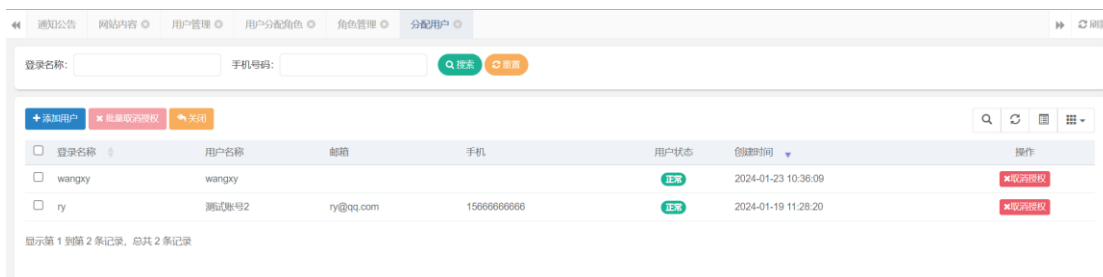 通知公告 网站内容 用户管理 用户分配角色 角色管理 分配用户 刷新
登录名称: 手机号码: 搜索 重置
添加用户 批量取消授权 关闭
登录名称 用户名称 邮箱 手机 用户状态 创建时间 操作
wangxy wangxy 正常 2024-01-23 10:36:09 取消授权
ry 测试账号2 ry@qq.com 15666666666 正常 2024-01-19 11:28:20 取消授权
显示第 1 到第 2 条记录，总共 2 条记录